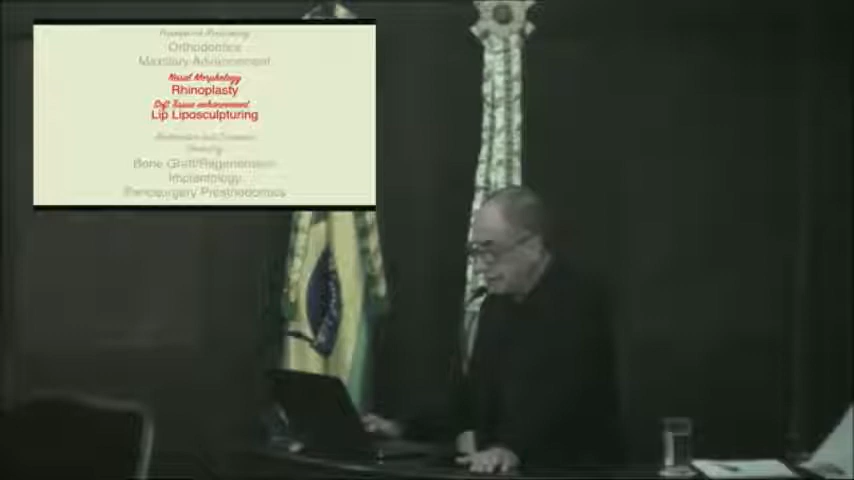 Orthodontics
Maxillary Advancement
Nasal Morphology
Rhinoplasty
Soft Tissue enhancement
Lip Liposculpturing
Bone Graft/Regeneration
Implantology
Periosurgery Prosthodontics